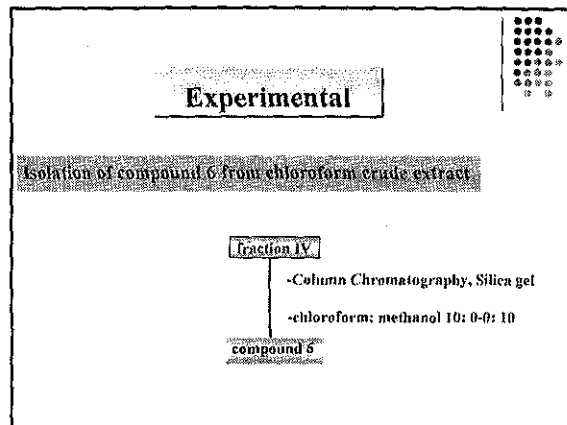 Experimental
Isolation of compound 6 from chloroform crude extract
fraction IV
-Column Chromatography, Silica gel
-chloroform: methanol 10: 0-0: 10
compound 6